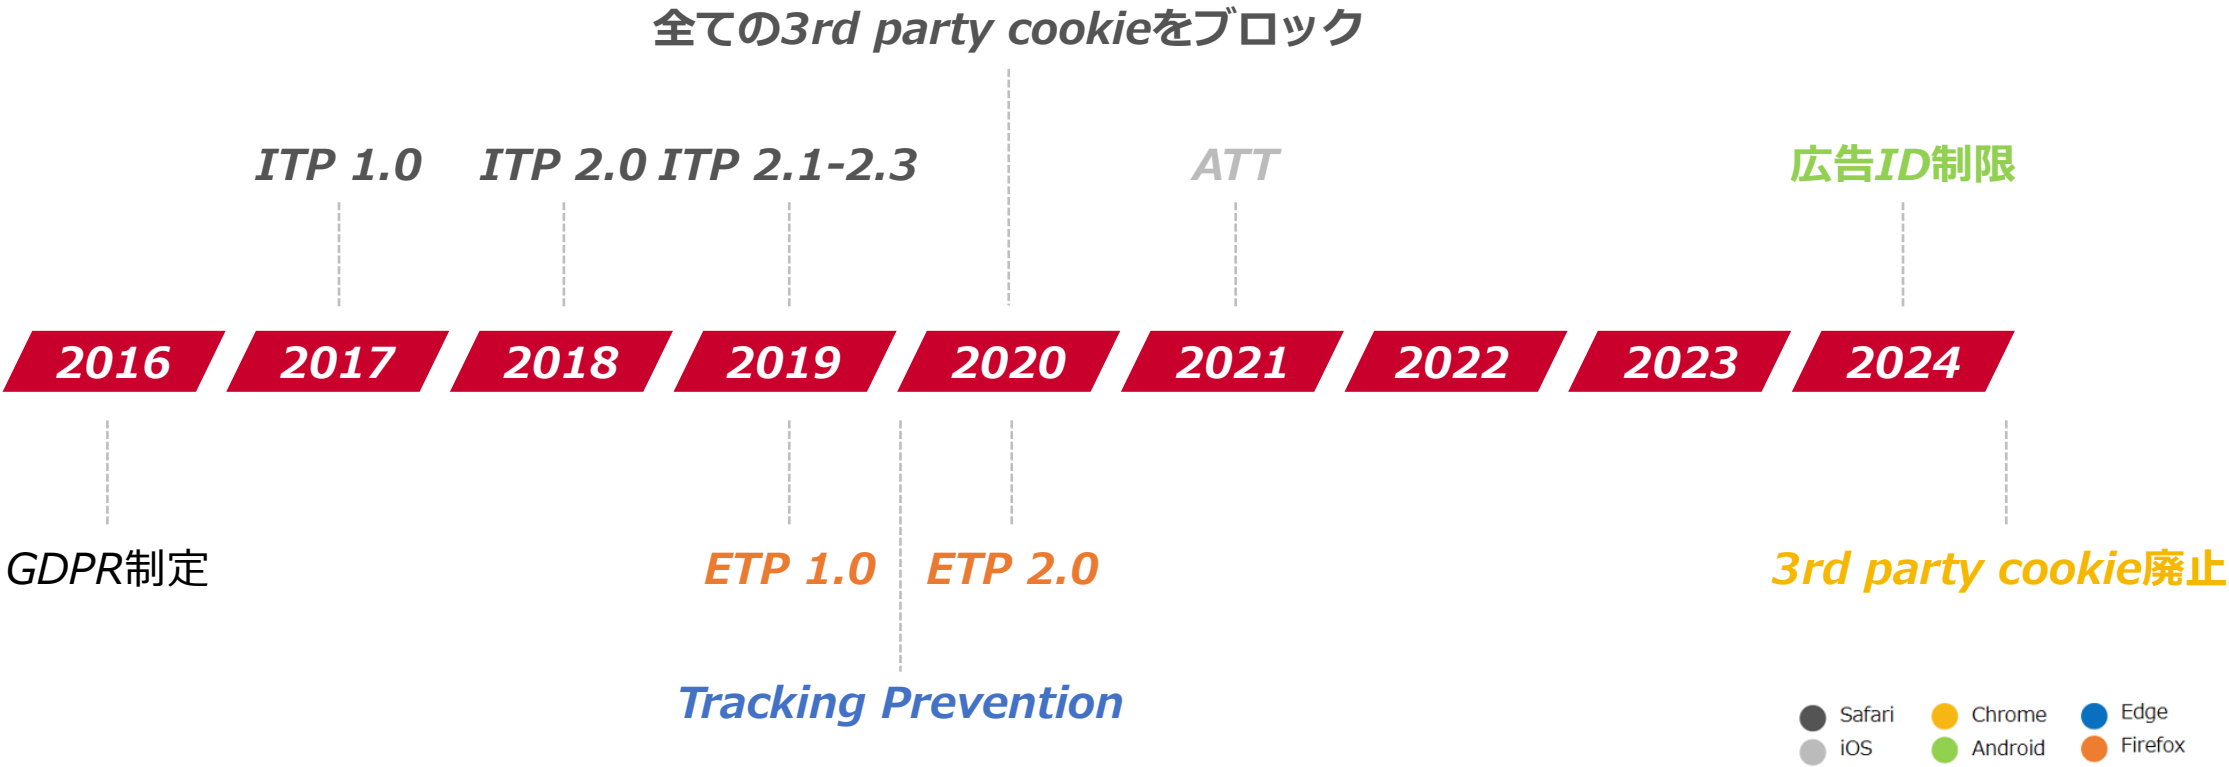 全ての3rd party cookieをブロック
ITP 1.0
ITP 2.0
ITP 2.1-2.3
ATT
広告ID制限
2016
2017
2018
2019
2020
2021
2022
2023
2024
GDPR制定
ETP 1.0
ETP 2.0
3rd party cookie廃止
Tracking Prevention
Safari
Chrome
Edge
iOS
Android
Firefox